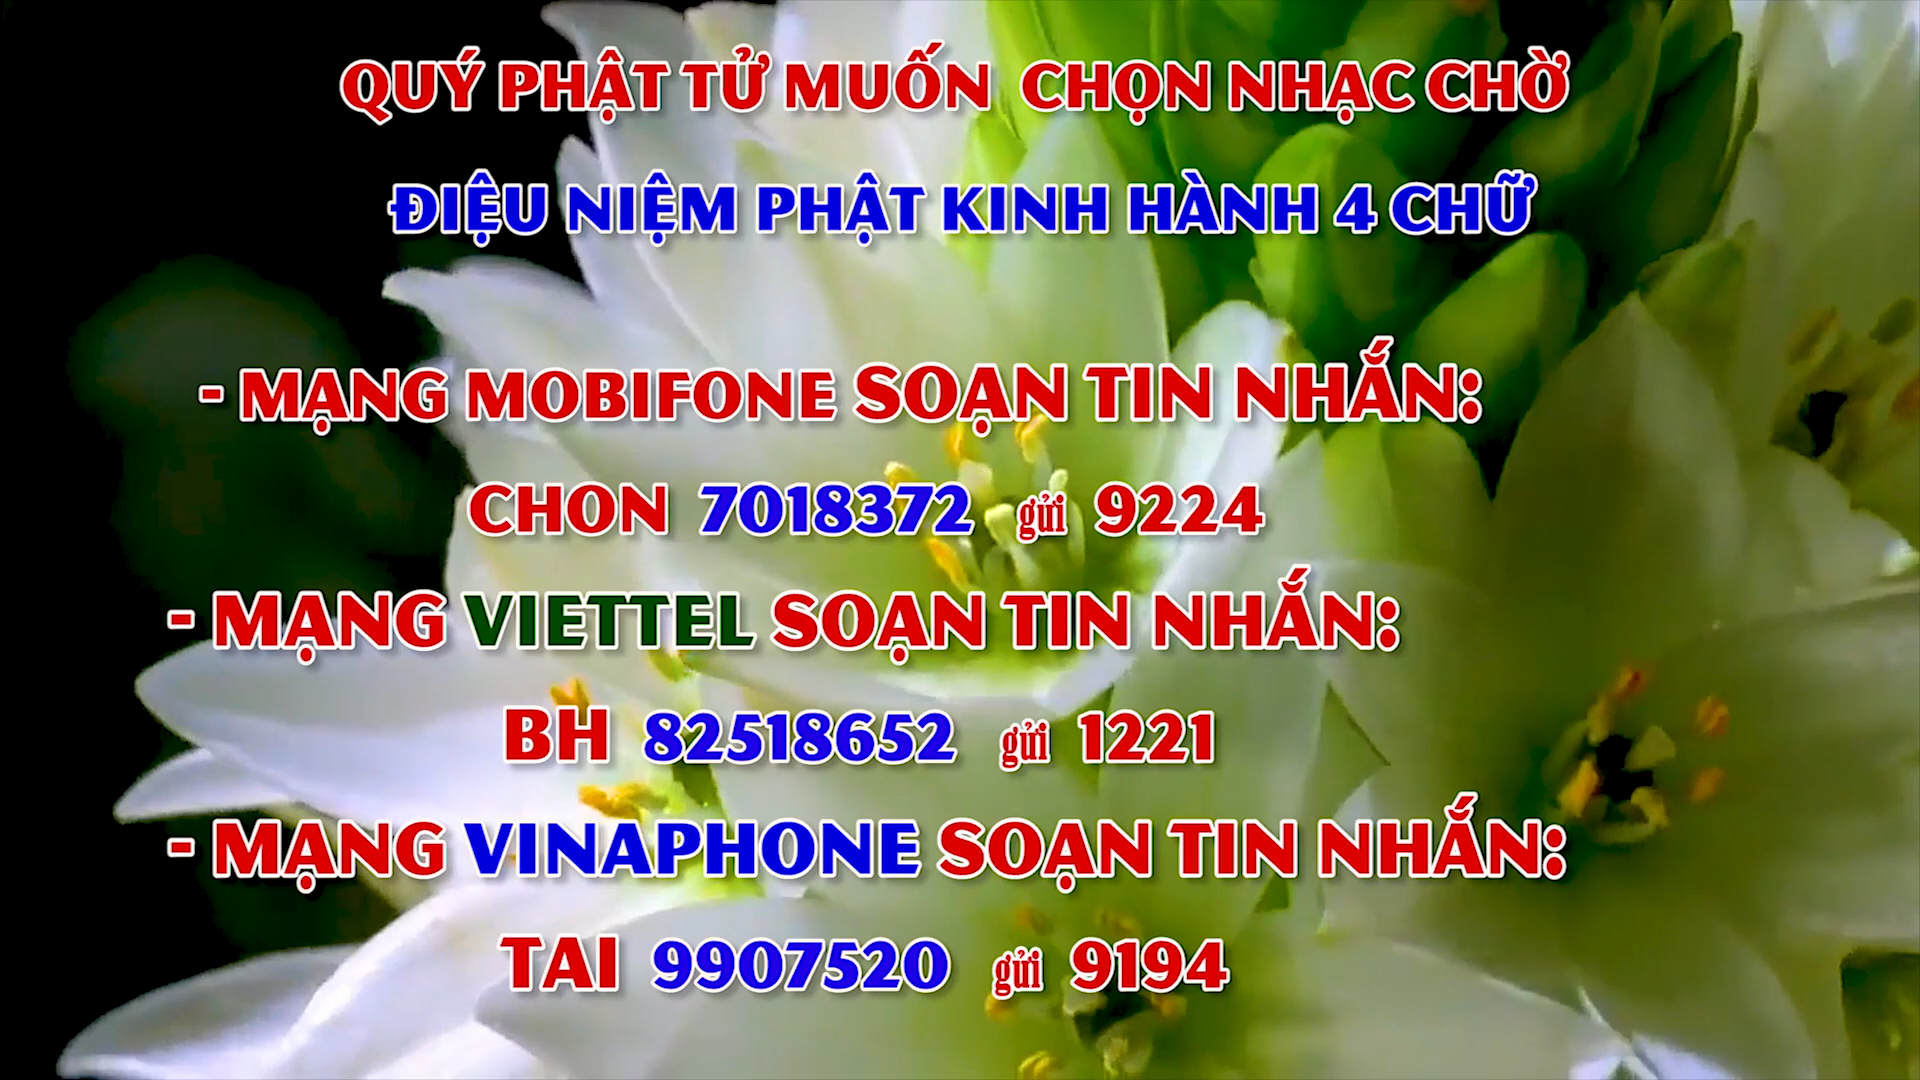 QUÝ PHẬT TỬ MUỐN CHỌN NHẠC CHỜ
ĐIỆU NIỆM PHẬT KINH HÀNH 4 CHỮ
- MẠNG MOBIFONE SOẠN TIN NHẮN:
CHON 7018372 gửi 9224
- MẠNG VIETTEL SOẠN TIN NHẮN:
BH 82518652 gửi 1221
- MẠNG VINAPHONE SOẠN TIN NHẮN:
TAI 9907520 gửi 9194